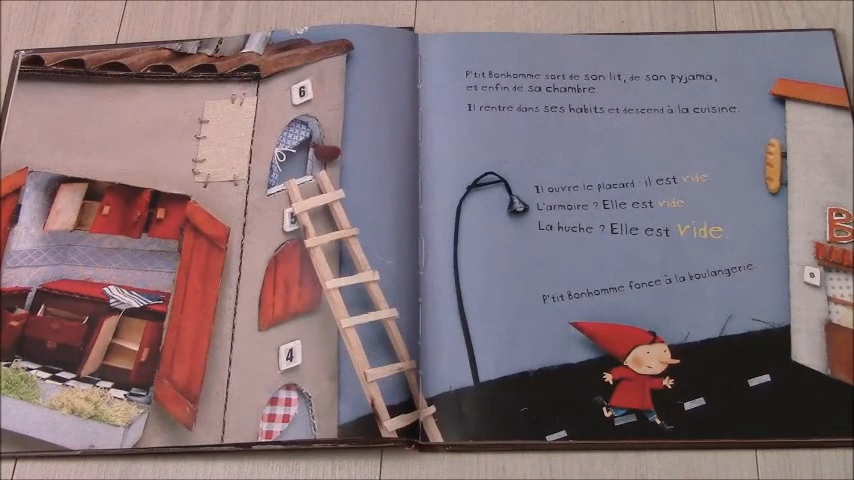 6
5
4
P'tit Bonhomme sort de son lit, de son pyjama,
et enfin de sa chambre.
Il rentre dans ses habits et descend à la cuisine.
Il ouvre le placard : il est vide
L'armoire ? Elle est vide
La huche ? Elle est vide.
P'tit Bonhomme fonce à la boulangerie.
B
8